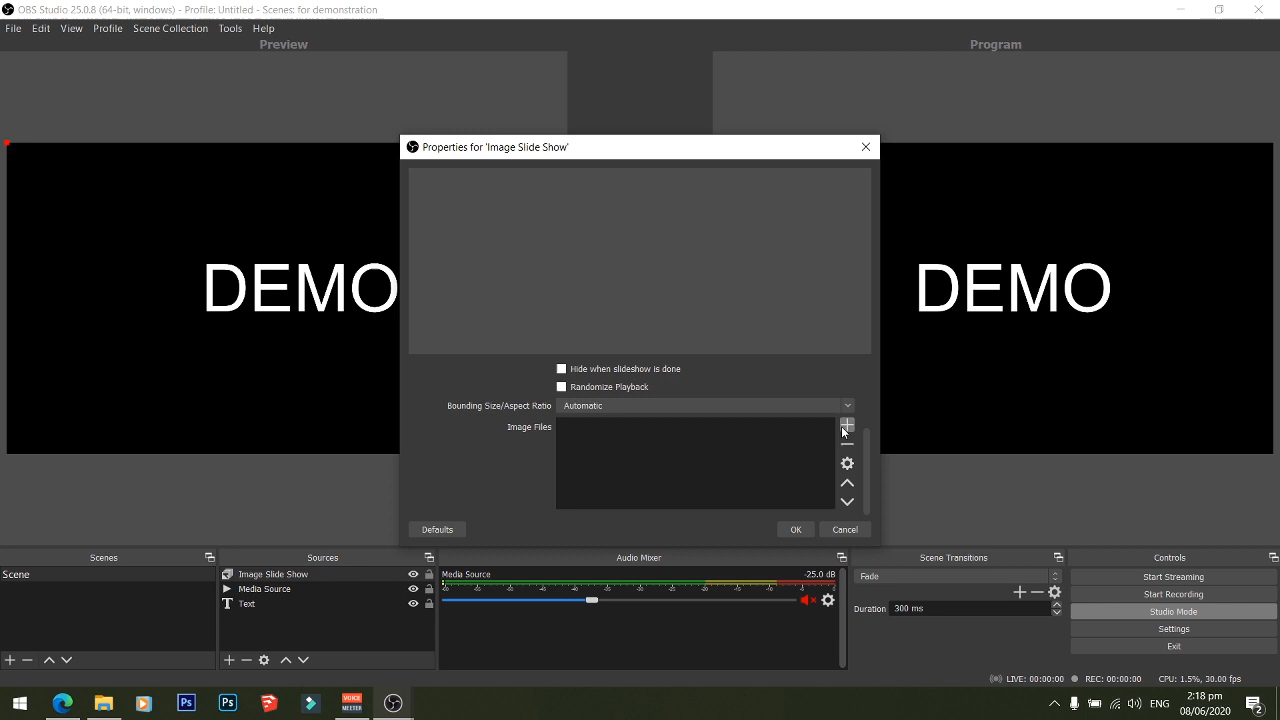 OBS Studio 25.0.8 (64-bit, windows) - Profile: Untitled - Scenes: for demonstration
File Edit View Profile Scene Collection Tools Help
Preview Program
Properties for 'Image Slide Show'
DEMO DEMO
Hide when slideshow is done
Randomize Playback
Bounding Size/Aspect Ratio Automatic
Image Files
Defaults OK Cancel
Scenes Sources Audio Mixer Scene Transitions Controls
Scene
Image Slide Show
Media Source
Text
Media Source -25.0 dB
Fade
Duration 300 ms
Start Streaming
Start Recording
Studio Mode
Settings
Exit
LIVE: 00:00:00 REC: 00:00:00 CPU: 1.5%, 30.00 fps
Ps Ps VOICE
MEETER
ENG 2:18 pm
08/06/2020 2